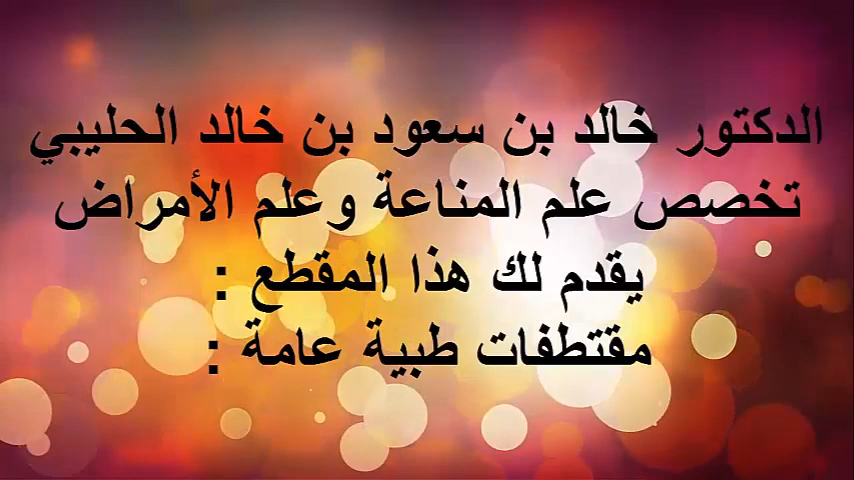 الدكتور خالد بن سعود بن خالد الحليبي
تخصص علم المناعة وعلم الأمراض
يقدم لك هذا المقطع :
مقتطفات طبية عامة :